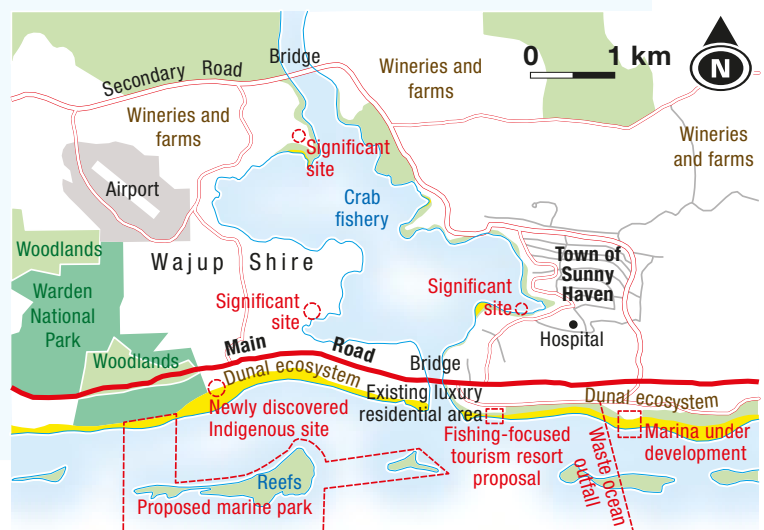 Bridge
0 1 km
N
Secondary Road
Wineries and
farms
Wineries and
farms
Wineries
and farms
Significant
site
Airport
Crab
fishery
Woodlands
Wajup Shire
Town of
Sunny
Haven
Warden
National
Park
Significant
site
Significant
site
Hospital
Woodlands
Main Road
Bridge
Dunal ecosystem
Existing luxury
residential area
Dunal ecosystem
Newly discovered
Indigenous site
Fishing-focused
tourism resort
proposal
Waste ocean
outfall
Marina under
development
Reefs
Proposed marine park